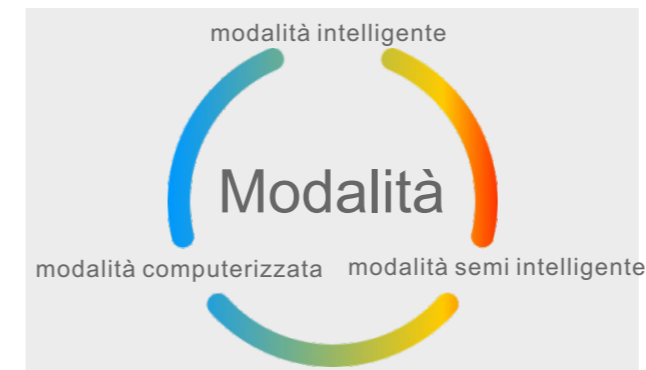 modalità intelligente
Modalità
modalità computerizzata
modalità semi intelligente